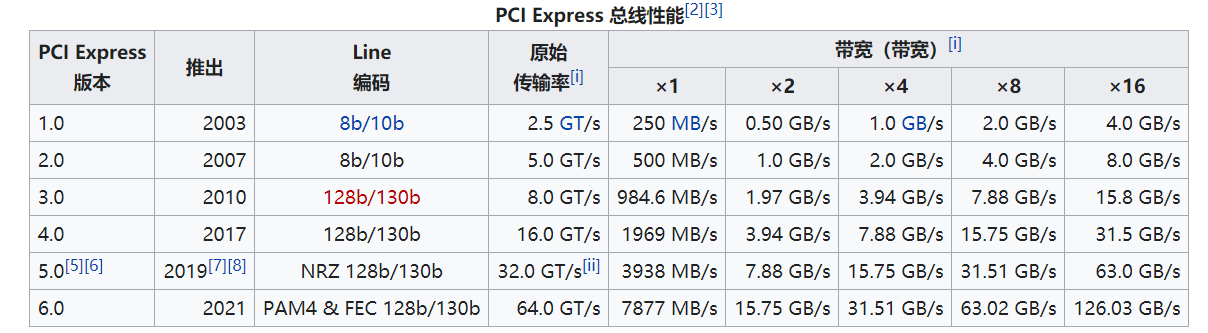 PCI Express 总线性能[2][3]
PCI Express 版本 推出 Line 编码 原始 传输率[i] 带宽（带宽）[i]
×1 ×2 ×4 ×8 ×16
1.0 2003 8b/10b 2.5 GT/s 250 MB/s 0.50 GB/s 1.0 GB/s 2.0 GB/s 4.0 GB/s
2.0 2007 8b/10b 5.0 GT/s 500 MB/s 1.0 GB/s 2.0 GB/s 4.0 GB/s 8.0 GB/s
3.0 2010 128b/130b 8.0 GT/s 984.6 MB/s 1.97 GB/s 3.94 GB/s 7.88 GB/s 15.8 GB/s
4.0 2017 128b/130b 16.0 GT/s 1969 MB/s 3.94 GB/s 7.88 GB/s 15.75 GB/s 31.5 GB/s
5.0[5][6] 2019[7][8] NRZ 128b/130b 32.0 GT/s[ii] 3938 MB/s 7.88 GB/s 15.75 GB/s 31.51 GB/s 63.0 GB/s
6.0 2021 PAM4 & FEC 128b/130b 64.0 GT/s 7877 MB/s 15.75 GB/s 31.51 GB/s 63.02 GB/s 126.03 GB/s